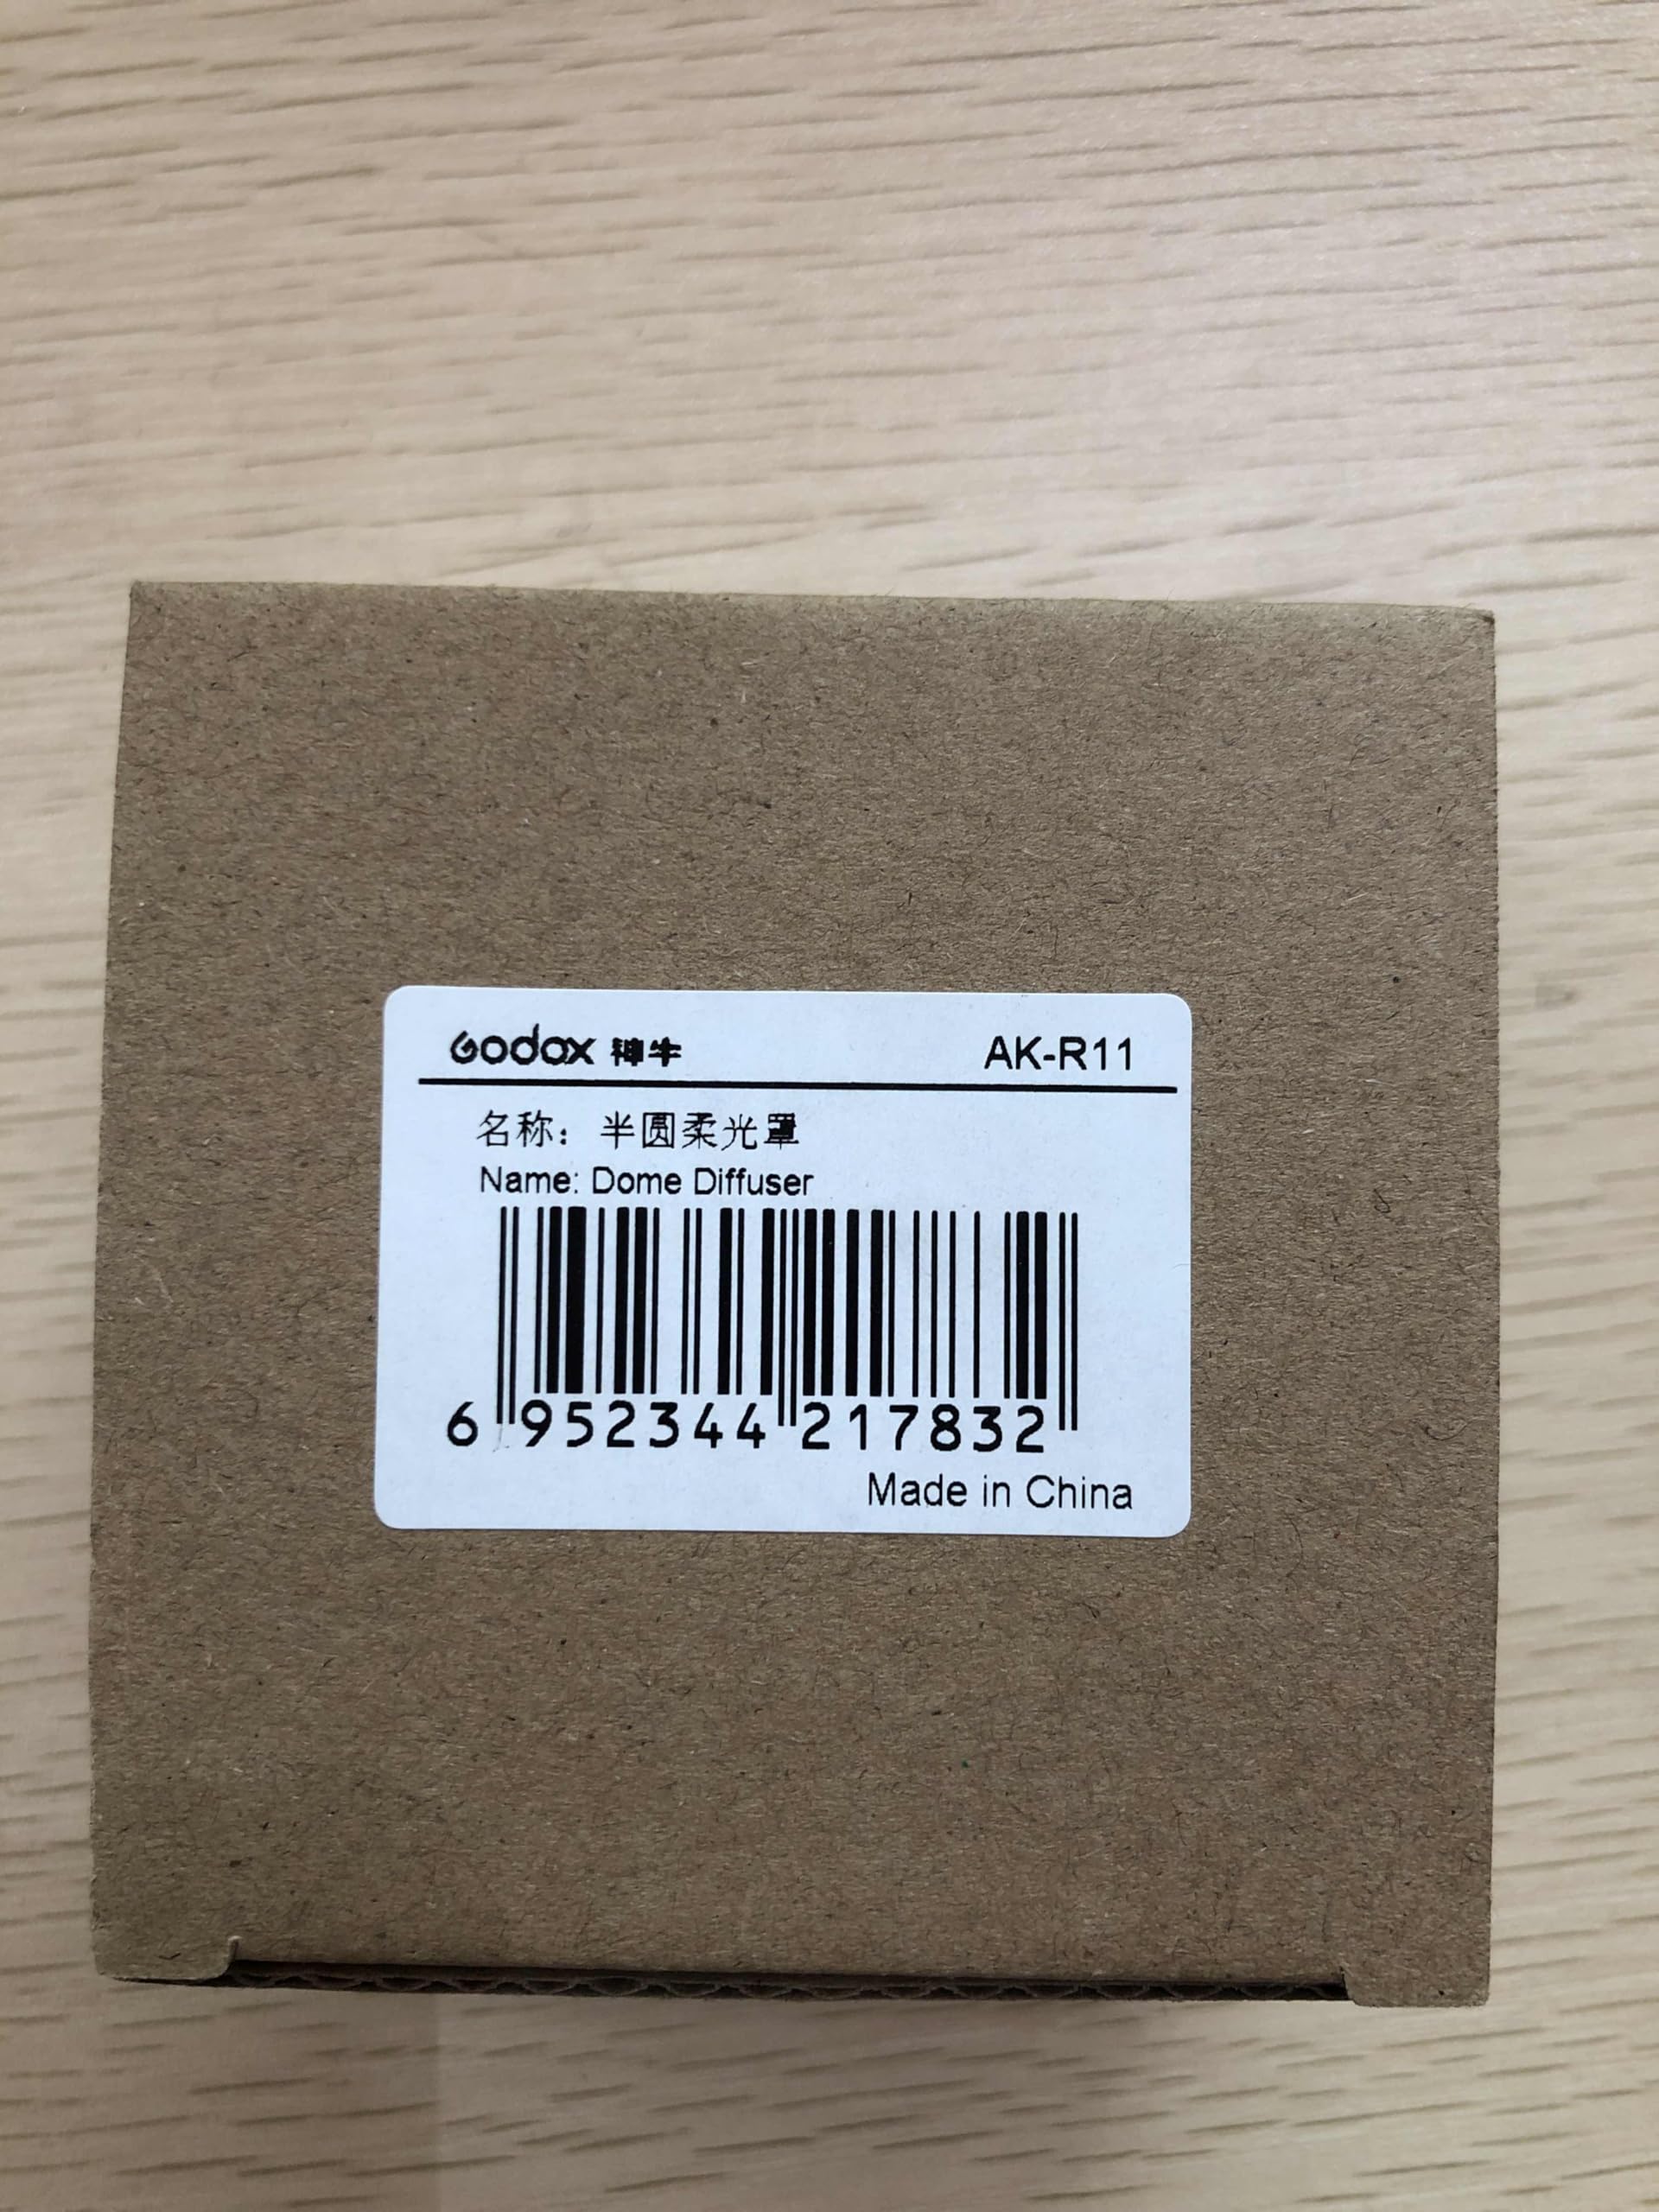 Godox 神牛 AK-R11
名称：半圆柔光罩
Name: Dome Diffuser
6 952344 217832
Made in China